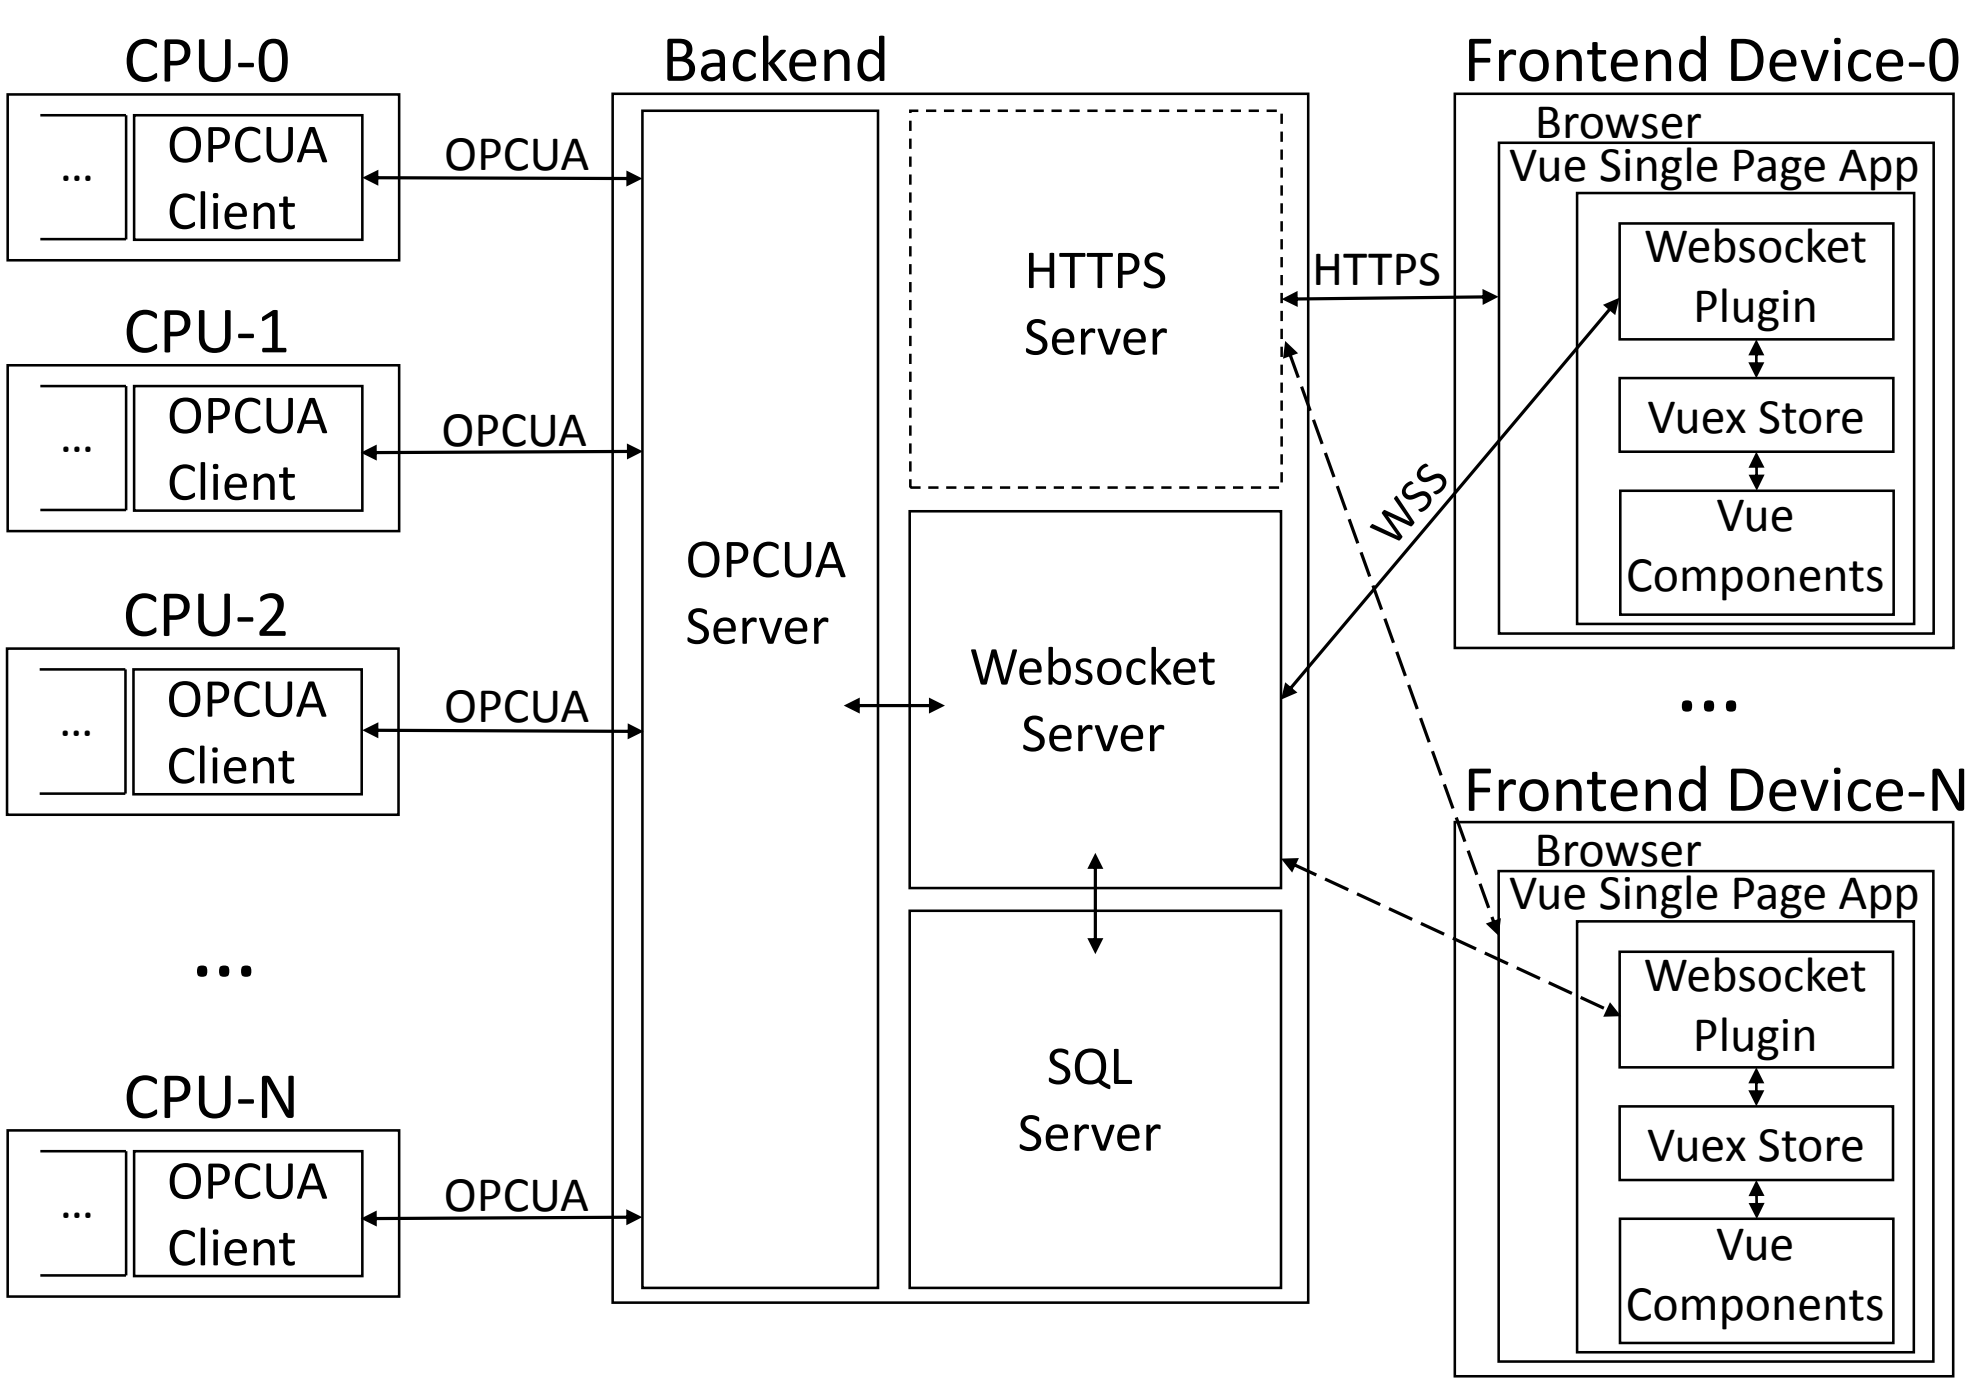 CPU-0
...
OPCUA
Client
OPCUA
CPU-1
...
OPCUA
Client
OPCUA
CPU-2
...
OPCUA
Client
OPCUA
...
CPU-N
...
OPCUA
Client
OPCUA
Backend
OPCUA
Server
HTTPS
Server
Websocket
Server
SQL
Server
HTTPS
WSS
Frontend Device-0
Browser
Vue Single Page App
Websocket
Plugin
Vuex Store
Vue
Components
...
Frontend Device-N
Browser
Vue Single Page App
Websocket
Plugin
Vuex Store
Vue
Components